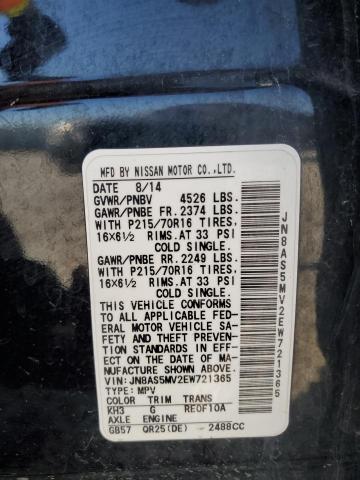 MFD BY NISSAN MOTOR CO.,LTD.
DATE 8/14
GVWR/PNBV 4526 LBS.
GAWR/PNBE FR. 2374 LBS.
WITH P215/70R16 TIRES,
16X6½ RIMS.AT 33 PSI
COLD SINGLE.
GAWR/PNBE RR. 2249 LBS.
WITH P215/70R16 TIRES,
16X6½ RIMS.AT 33 PSI
COLD SINGLE.
THIS VEHICLE CONFORMS
TO ALL APPLICABLE FED-
ERAL MOTOR VEHICLE SAF-
ETY AND THEFT PREVENTI-
ON STANDARDS IN EFF-
ECT ON THE DATE OF MA-
NUFACTURE SHOWN ABOVE.
VIN:JN8AS5MV2EW721365
TYPE:MPV
COLOR TRIM TRANS
KH3 G RE0F10A
AXLE ENGINE
GB57 QR25(DE) -2488CC
JN8AS5MV2EW721365